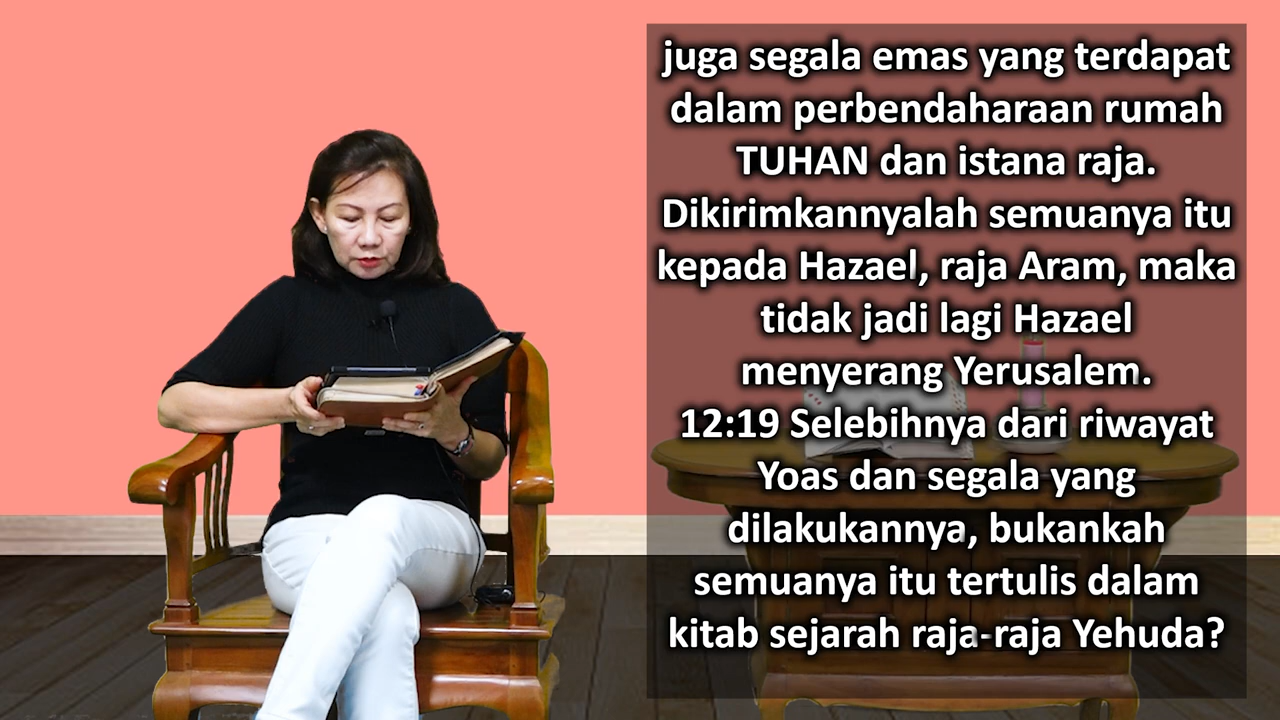 juga segala emas yang terdapat
dalam perbendaharaan rumah
TUHAN dan istana raja.
Dikirimkannyalah semuanya itu
kepada Hazael, raja Aram, maka
tidak jadi lagi Hazael
menyerang Yerusalem.
12:19 Selebihnya dari riwayat
Yoas dan segala yang
dilakukannya, bukankah
semuanya itu tertulis dalam
kitab sejarah raja-raja Yehuda?